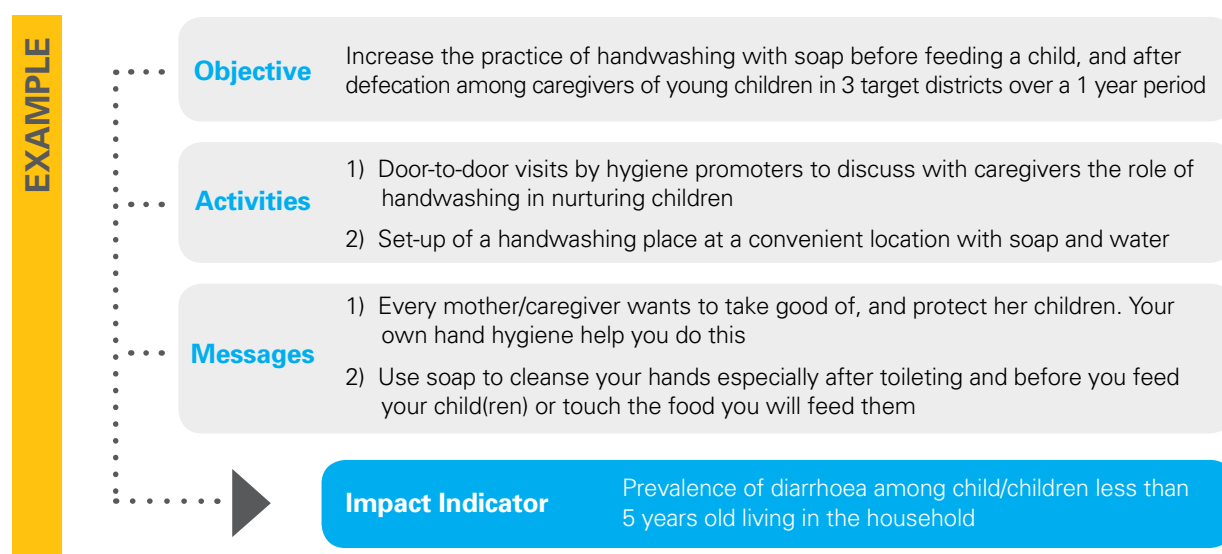 EXAMPLE
Objective
Increase the practice of handwashing with soap before feeding a child, and after
defecation among caregivers of young children in 3 target districts over a 1 year period
Activities
1) Door-to-door visits by hygiene promoters to discuss with caregivers the role of
handwashing in nurturing children
2) Set-up of a handwashing place at a convenient location with soap and water
Messages
1) Every mother/caregiver wants to take good of, and protect her children. Your
own hand hygiene help you do this
2) Use soap to cleanse your hands especially after toileting and before you feed
your child(ren) or touch the food you will feed them
Impact Indicator
Prevalence of diarrhoea among child/children less than
5 years old living in the household